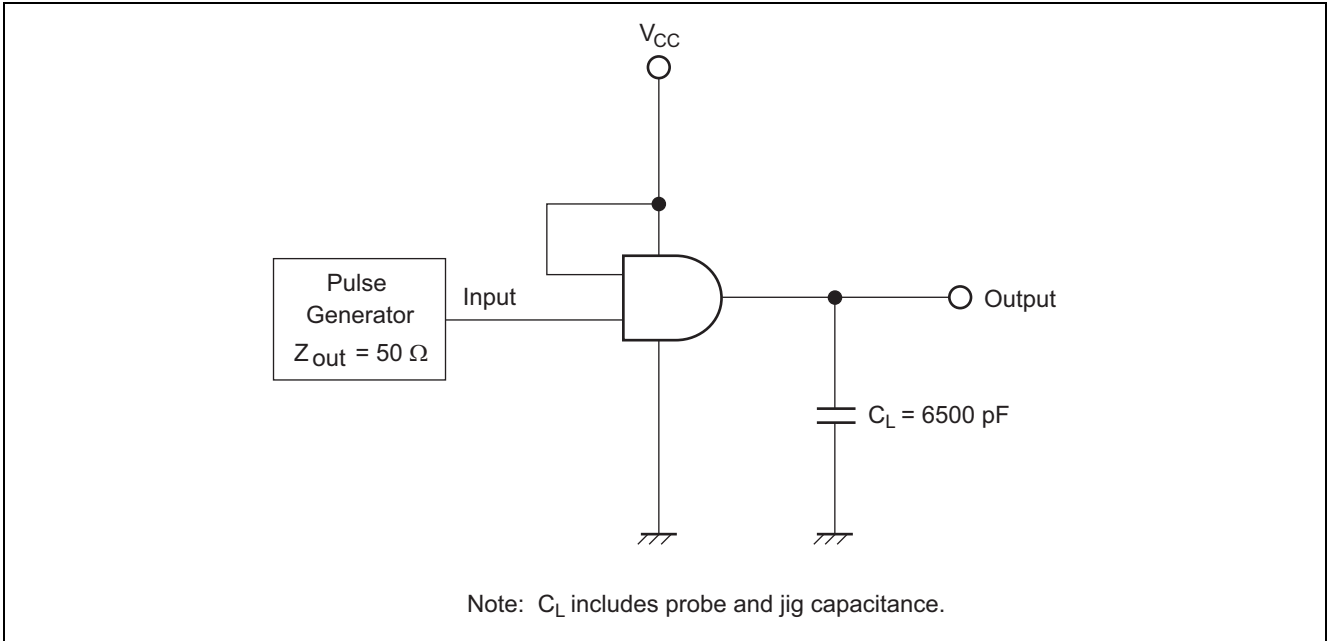 VCC
Pulse
Generator
Zout = 50 Ω
Input
Output
CL = 6500 pF
Note: CL includes probe and jig capacitance.